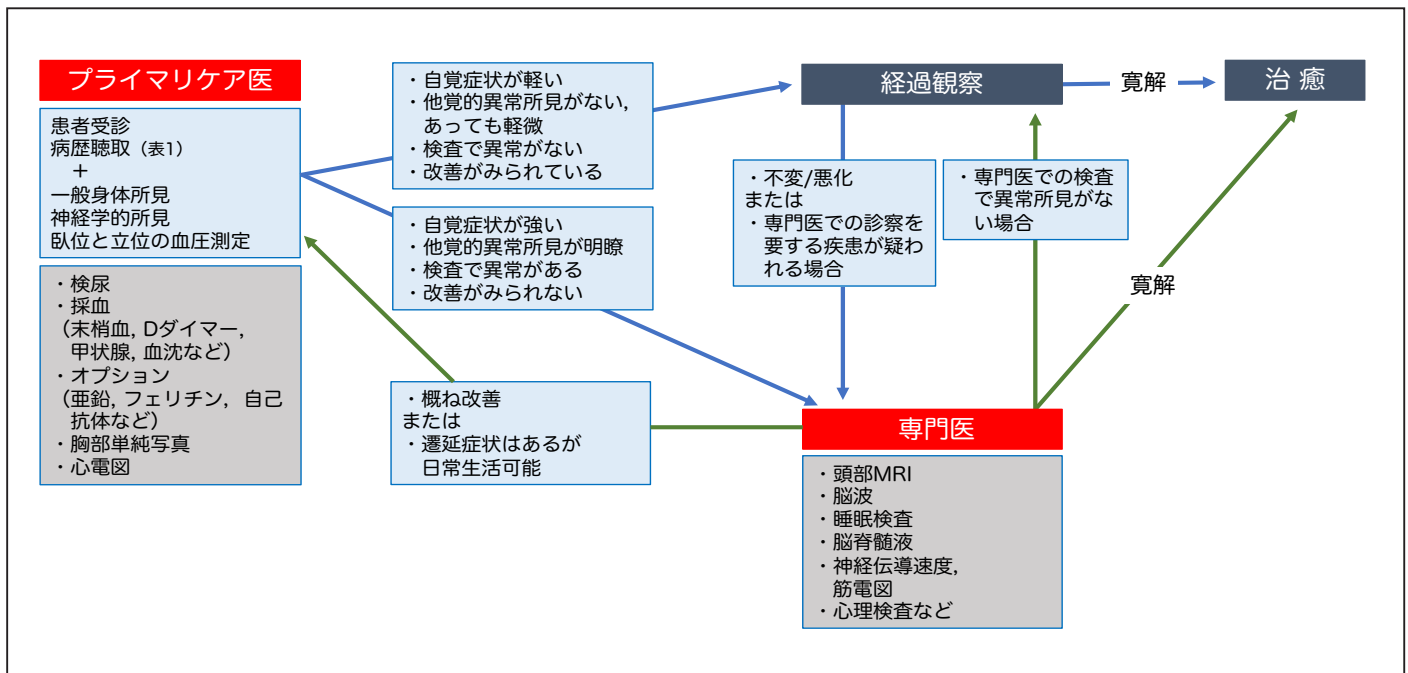 プライマリケア医
患者受診
病歴聴取（表1）
＋
一般身体所見
神経学的所見
臥位と立位の血圧測定
・検尿
・採血
（末梢血, Dダイマー,
甲状腺, 血沈など）
・オプション
（亜鉛, フェリチン, 自己
抗体など）
・胸部単純写真
・心電図
・自覚症状が軽い
・他覚的異常所見がない,
あっても軽微
・検査で異常がない
・改善がみられている
・自覚症状が強い
・他覚的異常所見が明瞭
・検査で異常がある
・改善がみられない
・概ね改善
または
・遷延症状はあるが
日常生活可能
経過観察
寛解
治 癒
・不変/悪化
または
・専門医での診察を
要する疾患が疑わ
れる場合
・専門医での検査
で異常所見がな
い場合
寛解
専門医
・頭部MRI
・脳波
・睡眠検査
・脳脊髄液
・神経伝導速度,
筋電図
・心理検査など